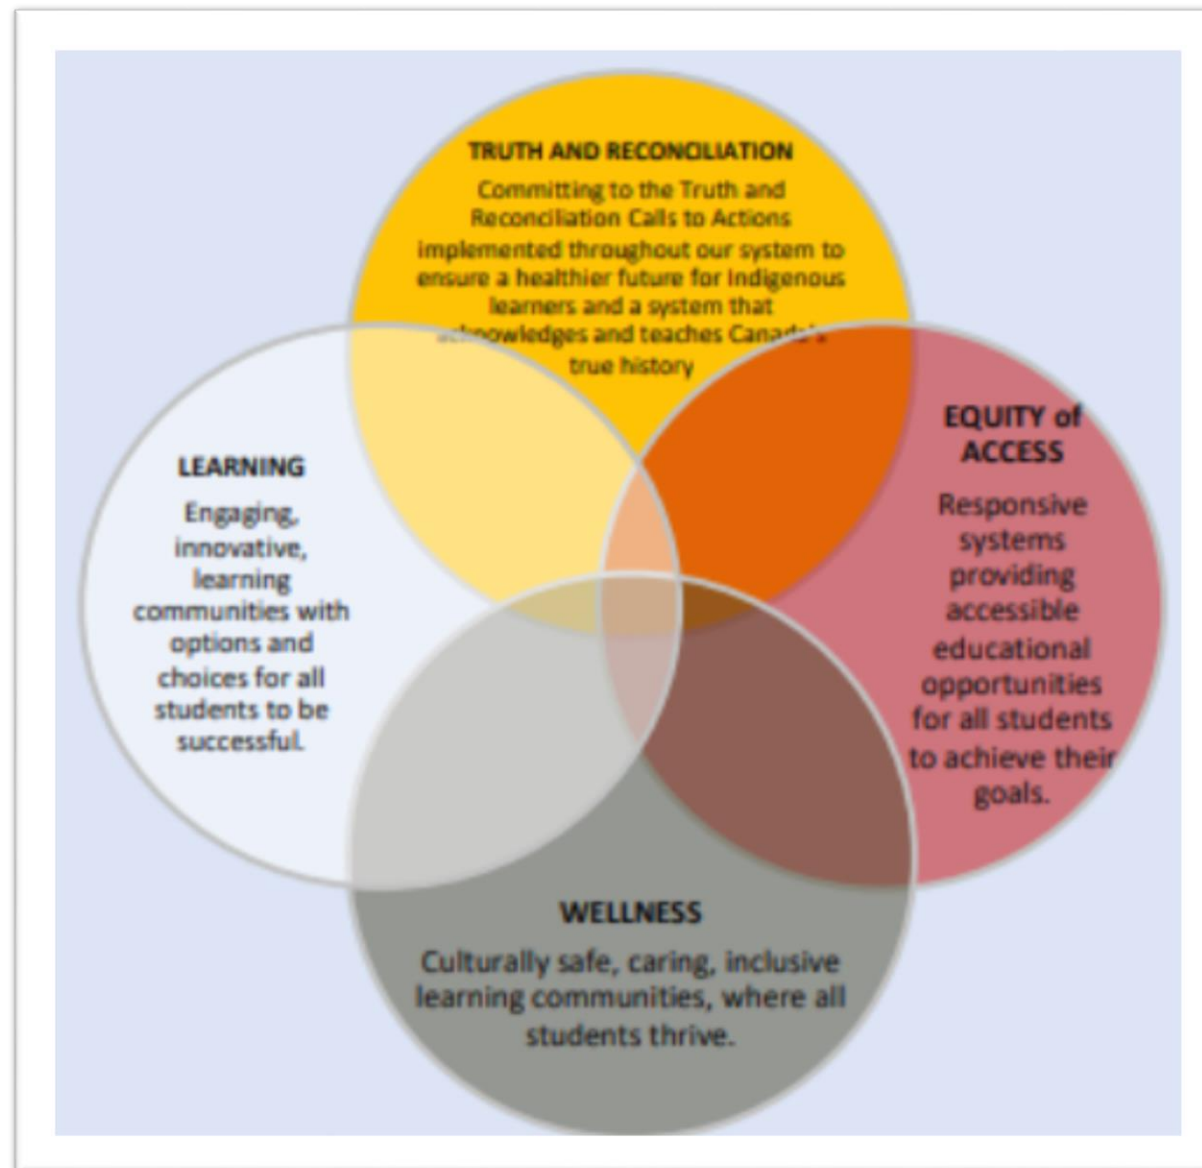 TRUTH AND RECONCILIATION
Committing to the Truth and
Reconciliation Calls to Actions
implemented throughout our system to
ensure a healthier future for Indigenous
learners and a system that
acknowledges and teaches Canada's
true history
LEARNING
Engaging,
innovative,
learning
communities with
options and
choices for all
students to be
successful.
EQUITY of
ACCESS
Responsive
systems
providing
accessible
educational
opportunities
for all students
to achieve their
goals.
WELLNESS
Culturally safe, caring, inclusive
learning communities, where all
students thrive.